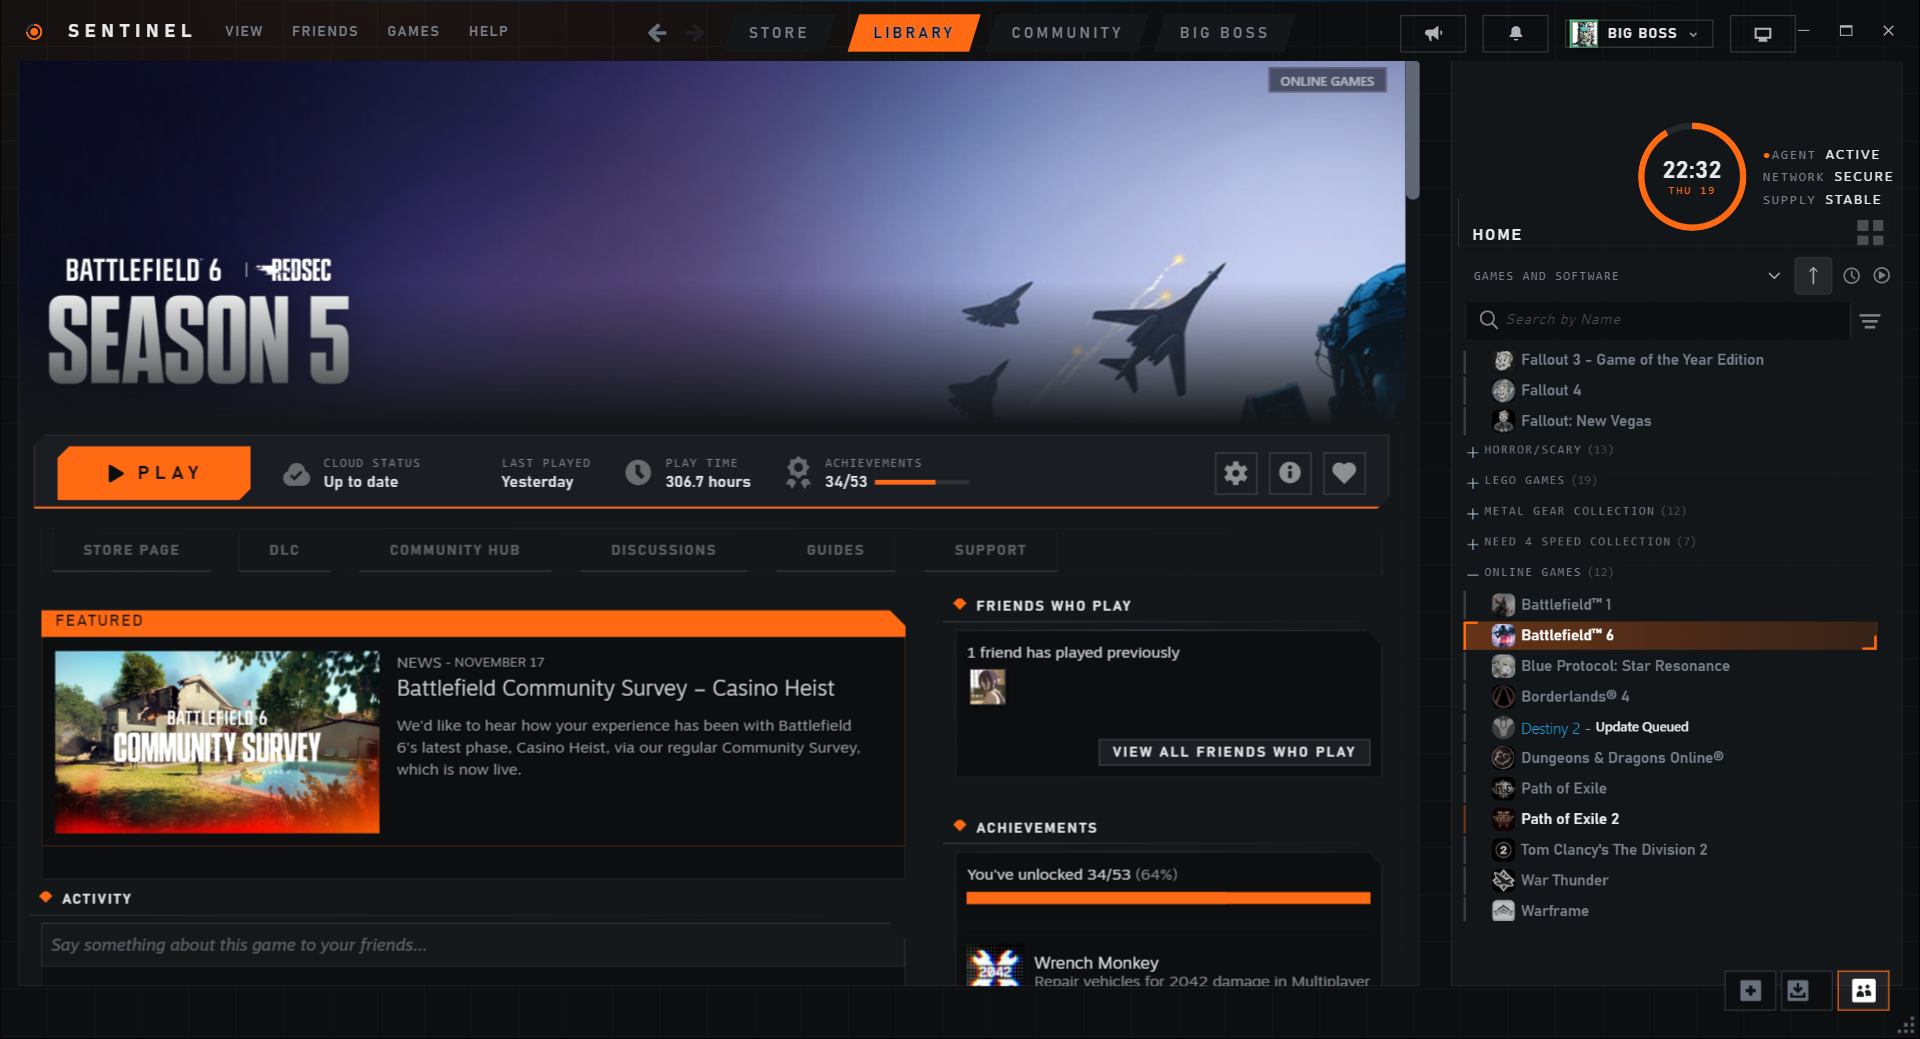 SENTINEL
VIEW
FRIENDS
GAMES
HELP
STORE
LIBRARY
COMMUNITY
BIG BOSS
BIG BOSS
ONLINE GAMES
BATTLEFIELD™ 6 | REDSEC
SEASON 5
PLAY
CLOUD STATUS
Up to date
LAST PLAYED
Yesterday
PLAY TIME
306.7 hours
ACHIEVEMENTS
34/53
STORE PAGE
DLC
COMMUNITY HUB
DISCUSSIONS
GUIDES
SUPPORT
FEATURED
BATTLEFIELD 6
COMMUNITY SURVEY
NEWS - NOVEMBER 17
Battlefield Community Survey – Casino Heist
We'd like to hear how your experience has been with Battlefield
6's latest phase, Casino Heist, via our regular Community Survey,
which is now live.
ACTIVITY
Say something about this game to your friends...
FRIENDS WHO PLAY
1 friend has played previously
VIEW ALL FRIENDS WHO PLAY
ACHIEVEMENTS
You've unlocked 34/53 (64%)
2042
Wrench Monkey
Repair vehicles for 2042 damage in Multiplayer
22:32
THU 19
AGENT ACTIVE
NETWORK SECURE
SUPPLY STABLE
HOME
GAMES AND SOFTWARE
Search by Name
Fallout 3 - Game of the Year Edition
Fallout 4
Fallout: New Vegas
HORROR/SCARY (13)
LEGO GAMES (19)
METAL GEAR COLLECTION (12)
NEED 4 SPEED COLLECTION (7)
ONLINE GAMES (12)
Battlefield™ 1
Battlefield™ 6
Blue Protocol: Star Resonance
Borderlands® 4
Destiny 2 - Update Queued
Dungeons & Dragons Online®
Path of Exile
Path of Exile 2
Tom Clancy's The Division 2
War Thunder
Warframe